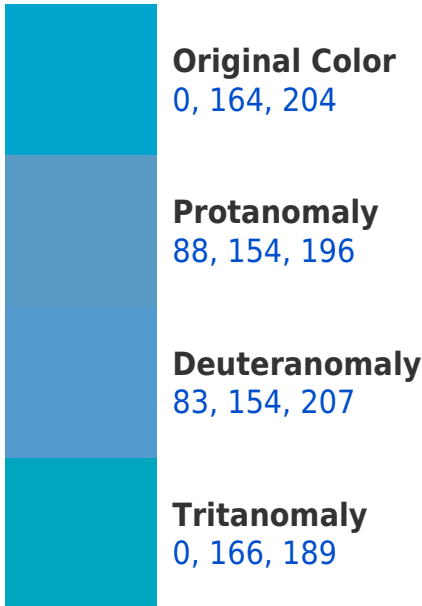 Original Color
0, 164, 204
Protanomaly
88, 154, 196
Deuteranomaly
83, 154, 207
Tritanomaly
0, 166, 189